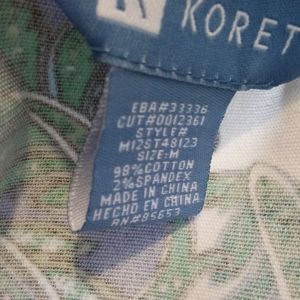 K
KORET
EBA#33336
CUT#0012361
STYLE#
M12ST48123
SIZE:M
98%COTTON
2%SPANDEX
MADE IN CHINA
HECHO EN CHINA
RN#85653